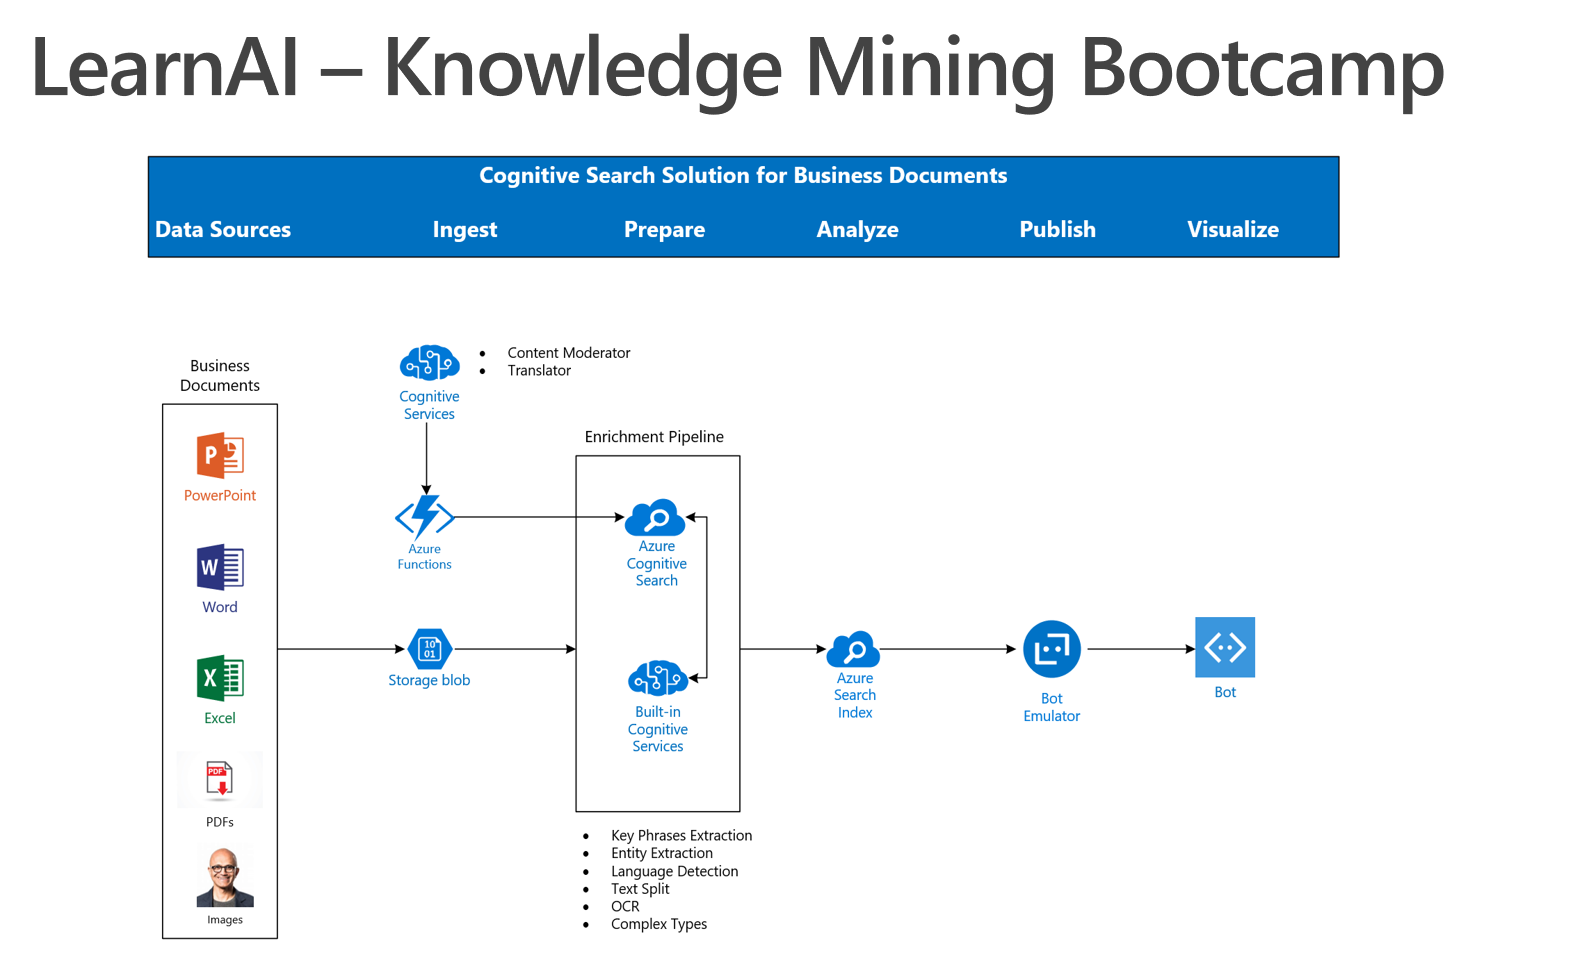 LearnAI – Knowledge Mining Bootcamp
Cognitive Search Solution for Business Documents
Data Sources
Ingest
Prepare
Analyze
Publish
Visualize
Business
Documents
P
PowerPoint
W
Word
X
Excel
PDF
PDFs
Images
Cognitive
Services
• Content Moderator
• Translator
Azure
Functions
10
01
Storage blob
Enrichment Pipeline
Azure
Cognitive
Search
Built-in
Cognitive
Services
• Key Phrases Extraction
• Entity Extraction
• Language Detection
• Text Split
• OCR
• Complex Types
Azure
Search
Index
Bot
Emulator
Bot